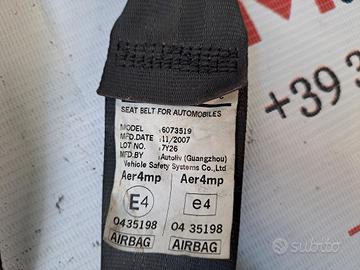 SEAT BELT FOR AUTOMOBILES
MODEL :6073519
MFD.DATE :11/2007
LOT NO. :7Y26
MFD.BY :Autoliv (Guangzhou)
Vehicle Safety Systems Co.,Ltd
Aer4mp Aer4mp
E4 e4
0435198 04 35198
AIRBAG AIRBAG
+39 3
subito